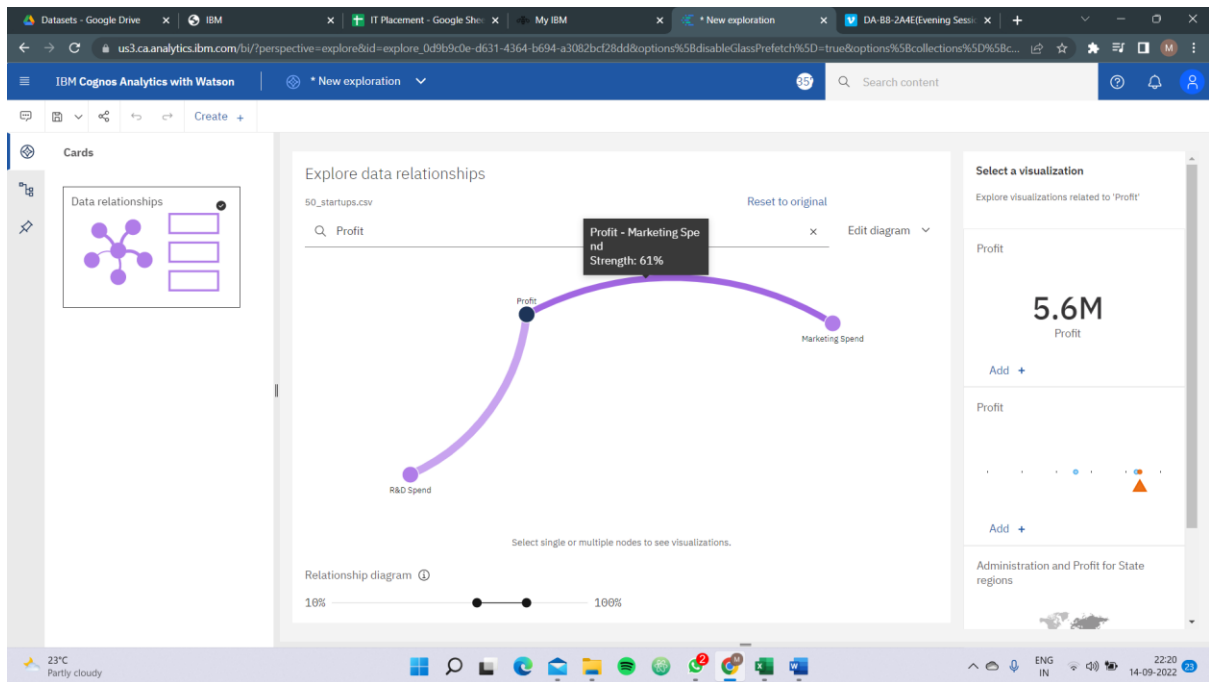 Datasets - Google Drive
IBM
IT Placement - Google Shee
My IBM
* New exploration
DA-B8-2A4E(Evening Sessio
us3.ca.analytics.ibm.com/bi/?perspective=explore&id=explore_0d9b9c0e-d631-4364-b694-a3082bcf28dd&options%5BdisableGlassPrefetch%5D=true&options%5Bcollections%5D%5Bc...
M
IBM Cognos Analytics with Watson
* New exploration
Search content
Create +
Cards
Data relationships
Explore data relationships
50_startups.csv
Reset to original
Profit
Edit diagram
Profit - Marketing Spe
nd
Strength: 61%
Profit
Marketing Spend
R&D Spend
Select single or multiple nodes to see visualizations.
Relationship diagram
10%
100%
Select a visualization
Explore visualizations related to 'Profit'
Profit
5.6M
Profit
Add +
Profit
Add +
Administration and Profit for State
regions
23°C
Partly cloudy
2
M
ENG
IN
22:20
14-09-2022
23